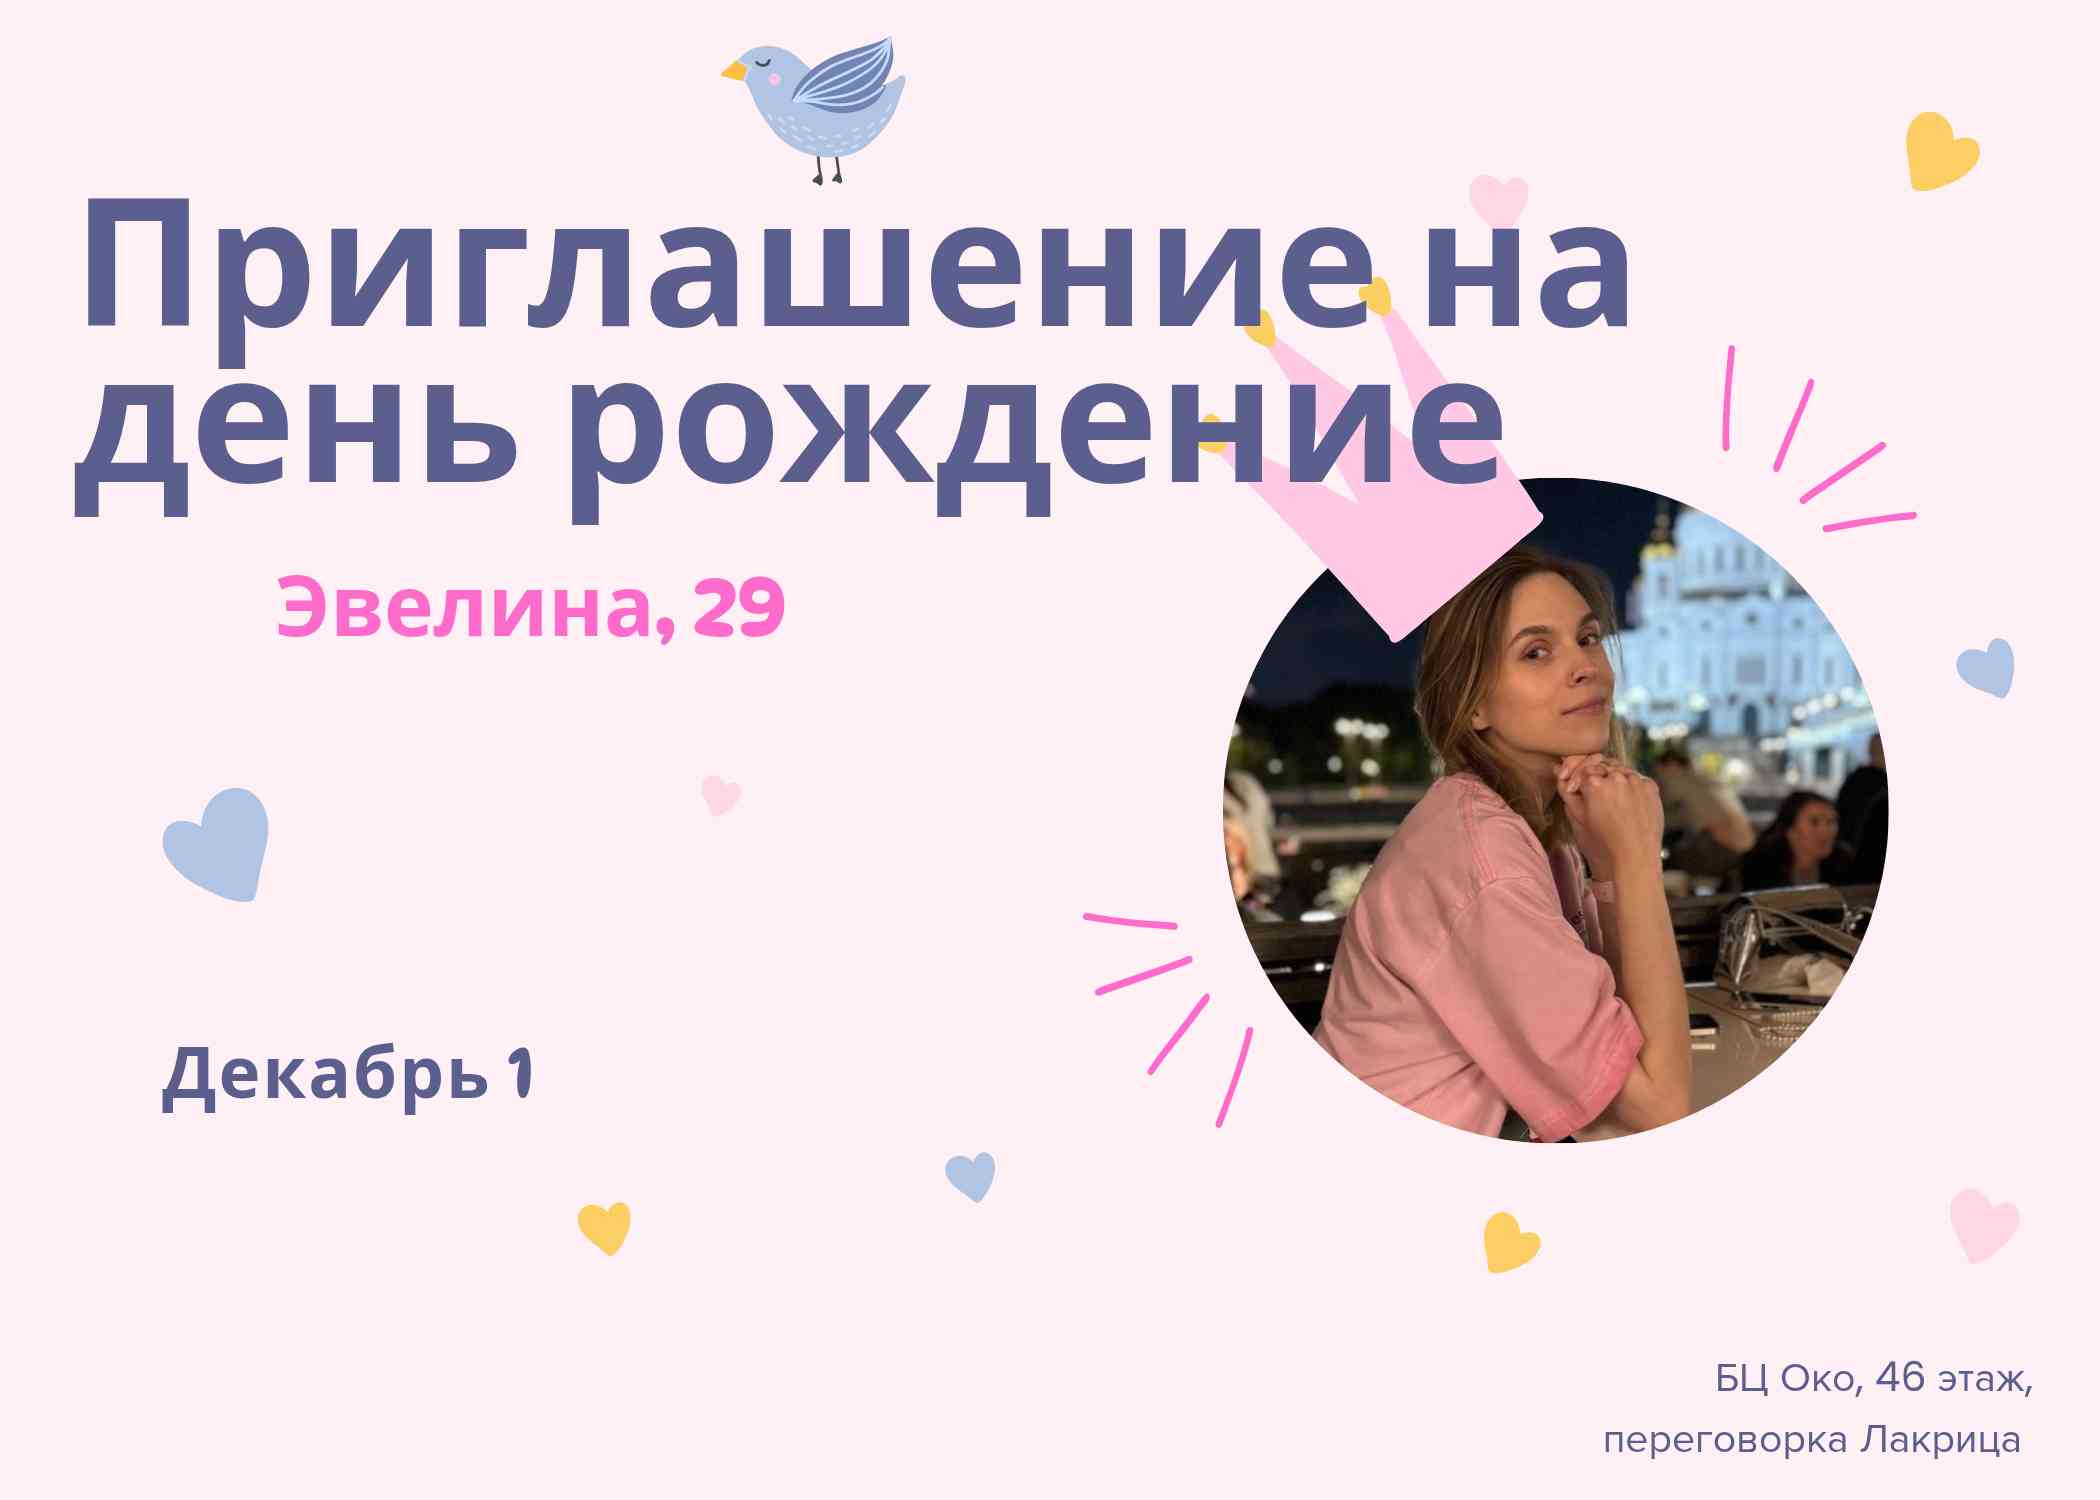 Приглашение на
день рождение
Эвелина, 29
Декабрь 1
БЦ Око, 46 этаж,
переговорка Лакрица